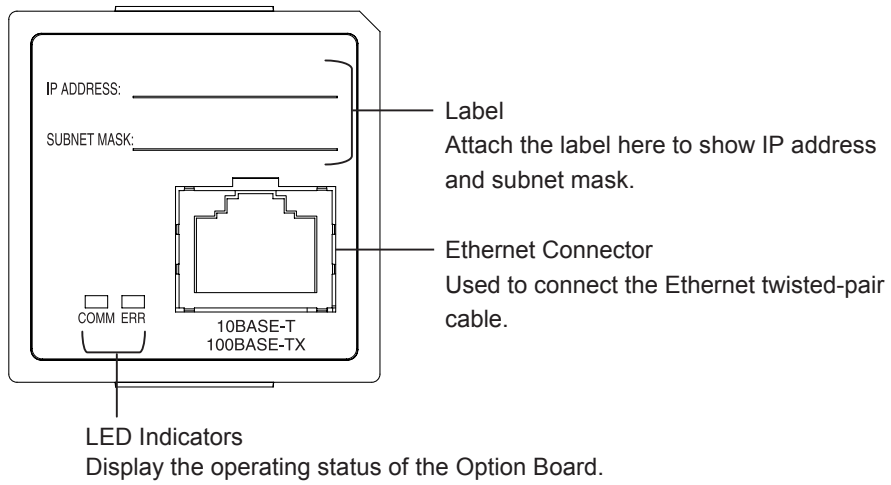 IP ADDRESS:
SUBNET MASK:
Label
Attach the label here to show IP address
and subnet mask.
Ethernet Connector
Used to connect the Ethernet twisted-pair
cable.
COMM ERR
10BASE-T
100BASE-TX
LED Indicators
Display the operating status of the Option Board.